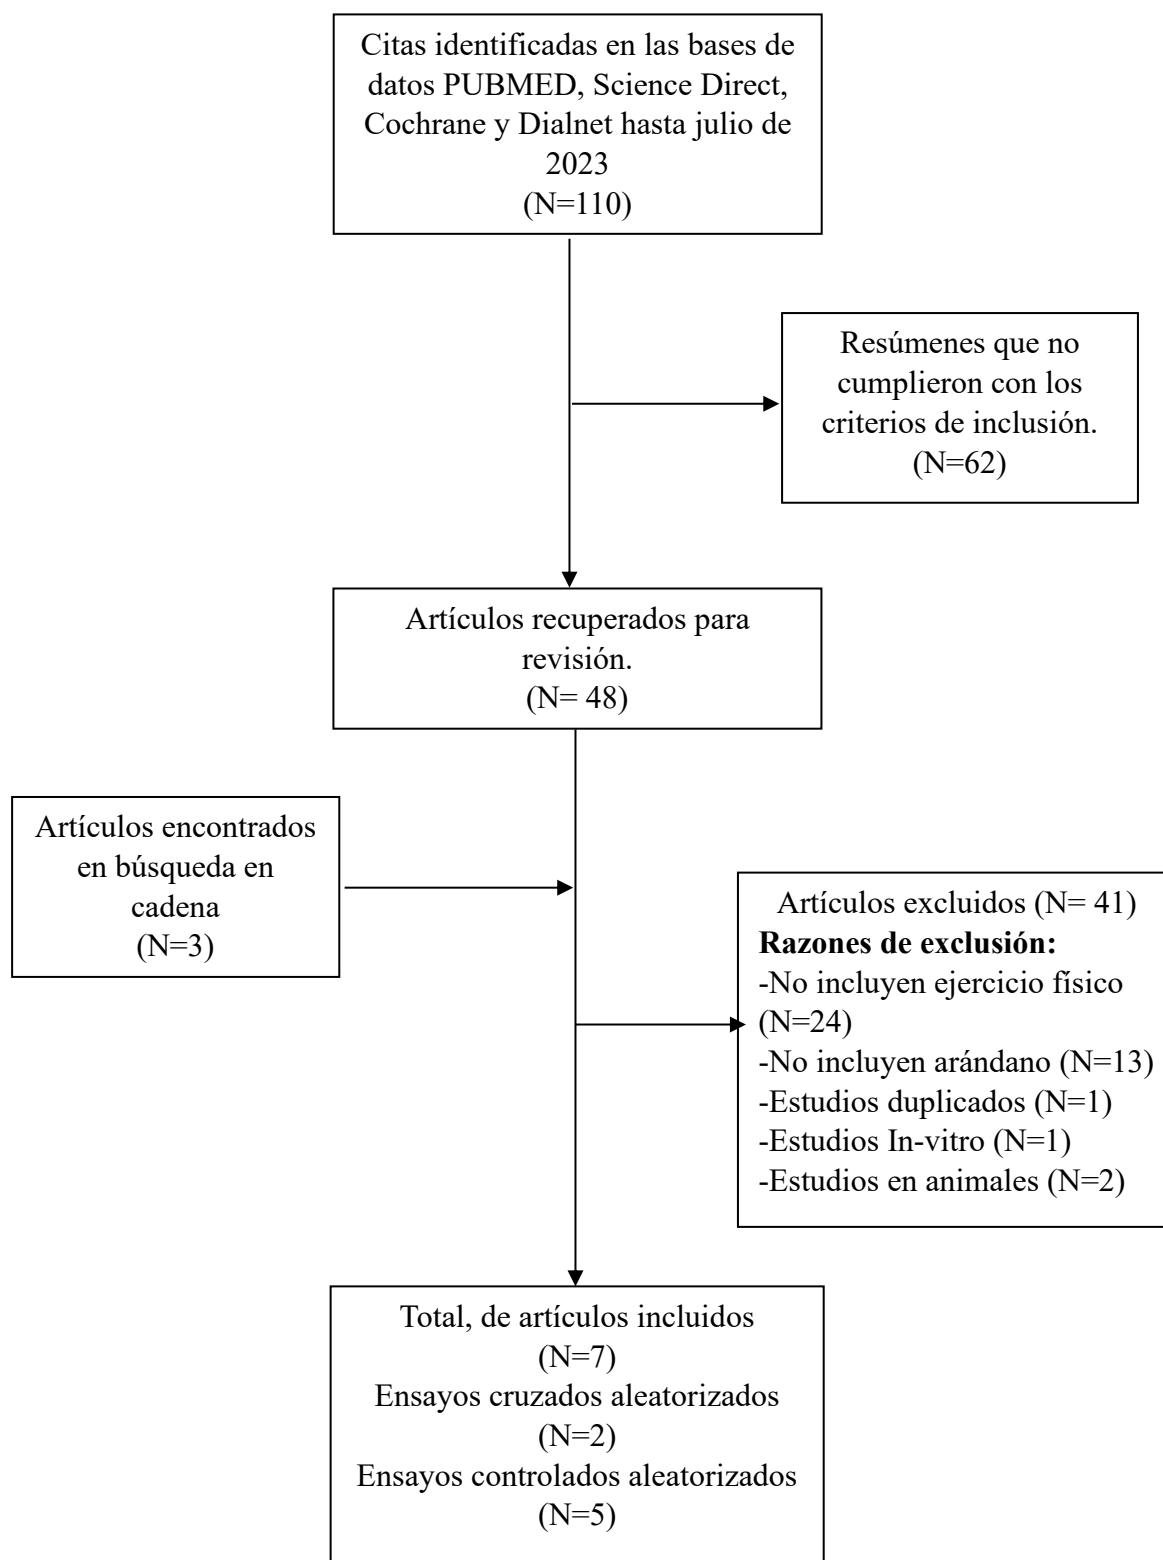 Citas identificadas en las bases de
datos PUBMED, Science Direct,
Cochrane y Dialnet hasta julio de
2023
(N=110)
Resúmenes que no
cumplieron con los
criterios de inclusión.
(N=62)
Artículos recuperados para
revisión.
(N= 48)
Artículos encontrados
en búsqueda en
cadena
(N=3)
Artículos excluidos (N= 41)
Razones de exclusión:
-No incluyen ejercicio físico
(N=24)
-No incluyen arándano (N=13)
-Estudios duplicados (N=1)
-Estudios In-vitro (N=1)
-Estudios en animales (N=2)
Total, de artículos incluidos
(N=7)
Ensayos cruzados aleatorizados
(N=2)
Ensayos controlados aleatorizados
(N=5)